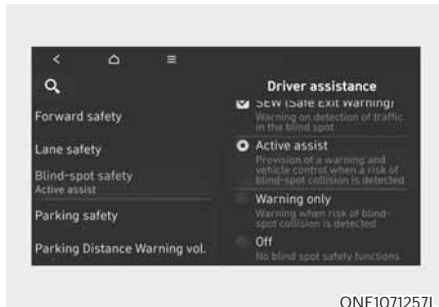 Driver assistance
Forward safety
Lane safety
Blind-spot safety
Active assist
Parking safety
Parking Distance Warning vol.
SEW (Safe Exit Warning)
Warning on detection of traffic
in the blind spot
Active assist
Provision of a warning and
vehicle control when a risk of
blind-spot collision is detected
Warning only
Warning when risk of blind-
spot collision is detected
Off
No blind spot safety functions
ONE1071257L